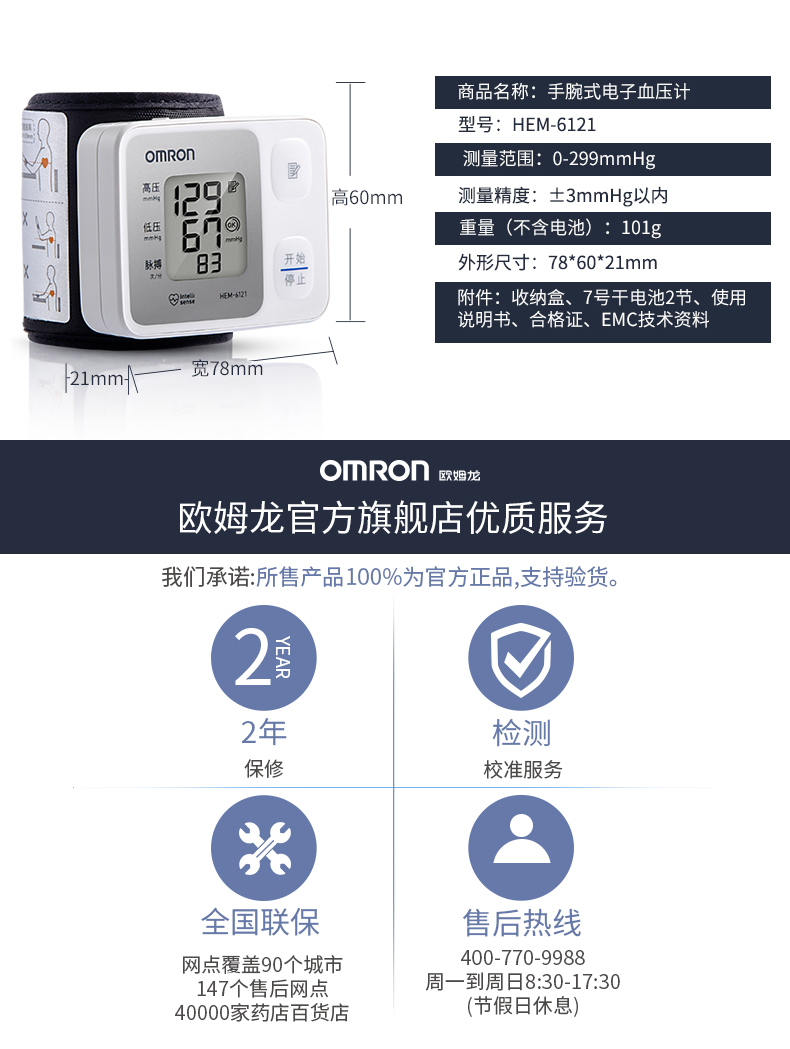 OMRON
高压
mmHg
129
低压
mmHg
67
OK
mmHg
脉搏
次/分
83
Intelli
sense
HEM-6121
开始
停止
高60mm
21mm
宽78mm
商品名称：手腕式电子血压计
型号：HEM-6121
测量范围：0-299mmHg
测量精度：±3mmHg以内
重量（不含电池）：101g
外形尺寸：78*60*21mm
附件：收纳盒、7号干电池2节、使用
说明书、合格证、EMC技术资料
OMRON 欧姆龙
欧姆龙官方旗舰店优质服务
我们承诺:所售产品100%为官方正品,支持验货。
2 YEAR
2年
保修
检测
校准服务
全国联保
网点覆盖90个城市
147个售后网点
40000家药店百货店
售后热线
400-770-9988
周一到周日8:30-17:30
(节假日休息)